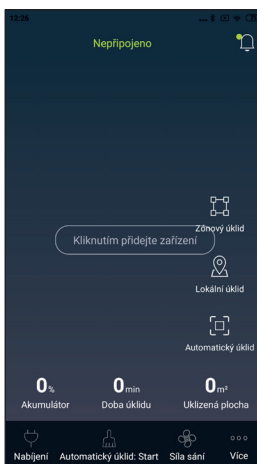 12:26
Nepřipojeno
Zónový úklid
Kliknutím přidejte zařízení
Lokální úklid
Automatický úklid
0% 0min 0m²
Akumulátor Doba úklidu Uklizená plocha
Nabíjení Automatický úklid: Start Síla sání Více